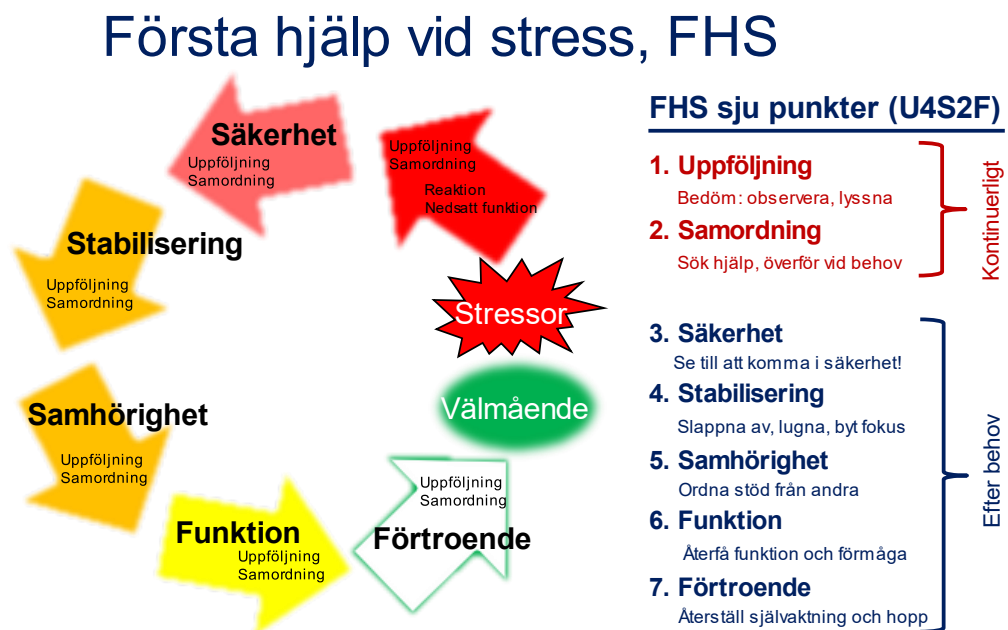 Första hjälp vid stress, FHS
Säkerhet
Uppföljning
Samordning
Uppföljning
Samordning
Reaktion
Nedsatt funktion
Stabilisering
Uppföljning
Samordning
Stressor
Välmående
Samhörighet
Uppföljning
Samordning
Funktion
Uppföljning
Samordning
Uppföljning
Samordning
Förtroende
FHS sju punkter (U4S2F)
1. Uppföljning
Bedöm: observera, lyssna
2. Samordning
Sök hjälp, överför vid behov
Kontinuerligt
3. Säkerhet
Se till att komma i säkerhet!
4. Stabilisering
Slappna av, lugna, byt fokus
5. Samhörighet
Ordna stöd från andra
6. Funktion
Återfå funktion och förmåga
7. Förtroende
Återställ självaktning och hopp
Efter behov